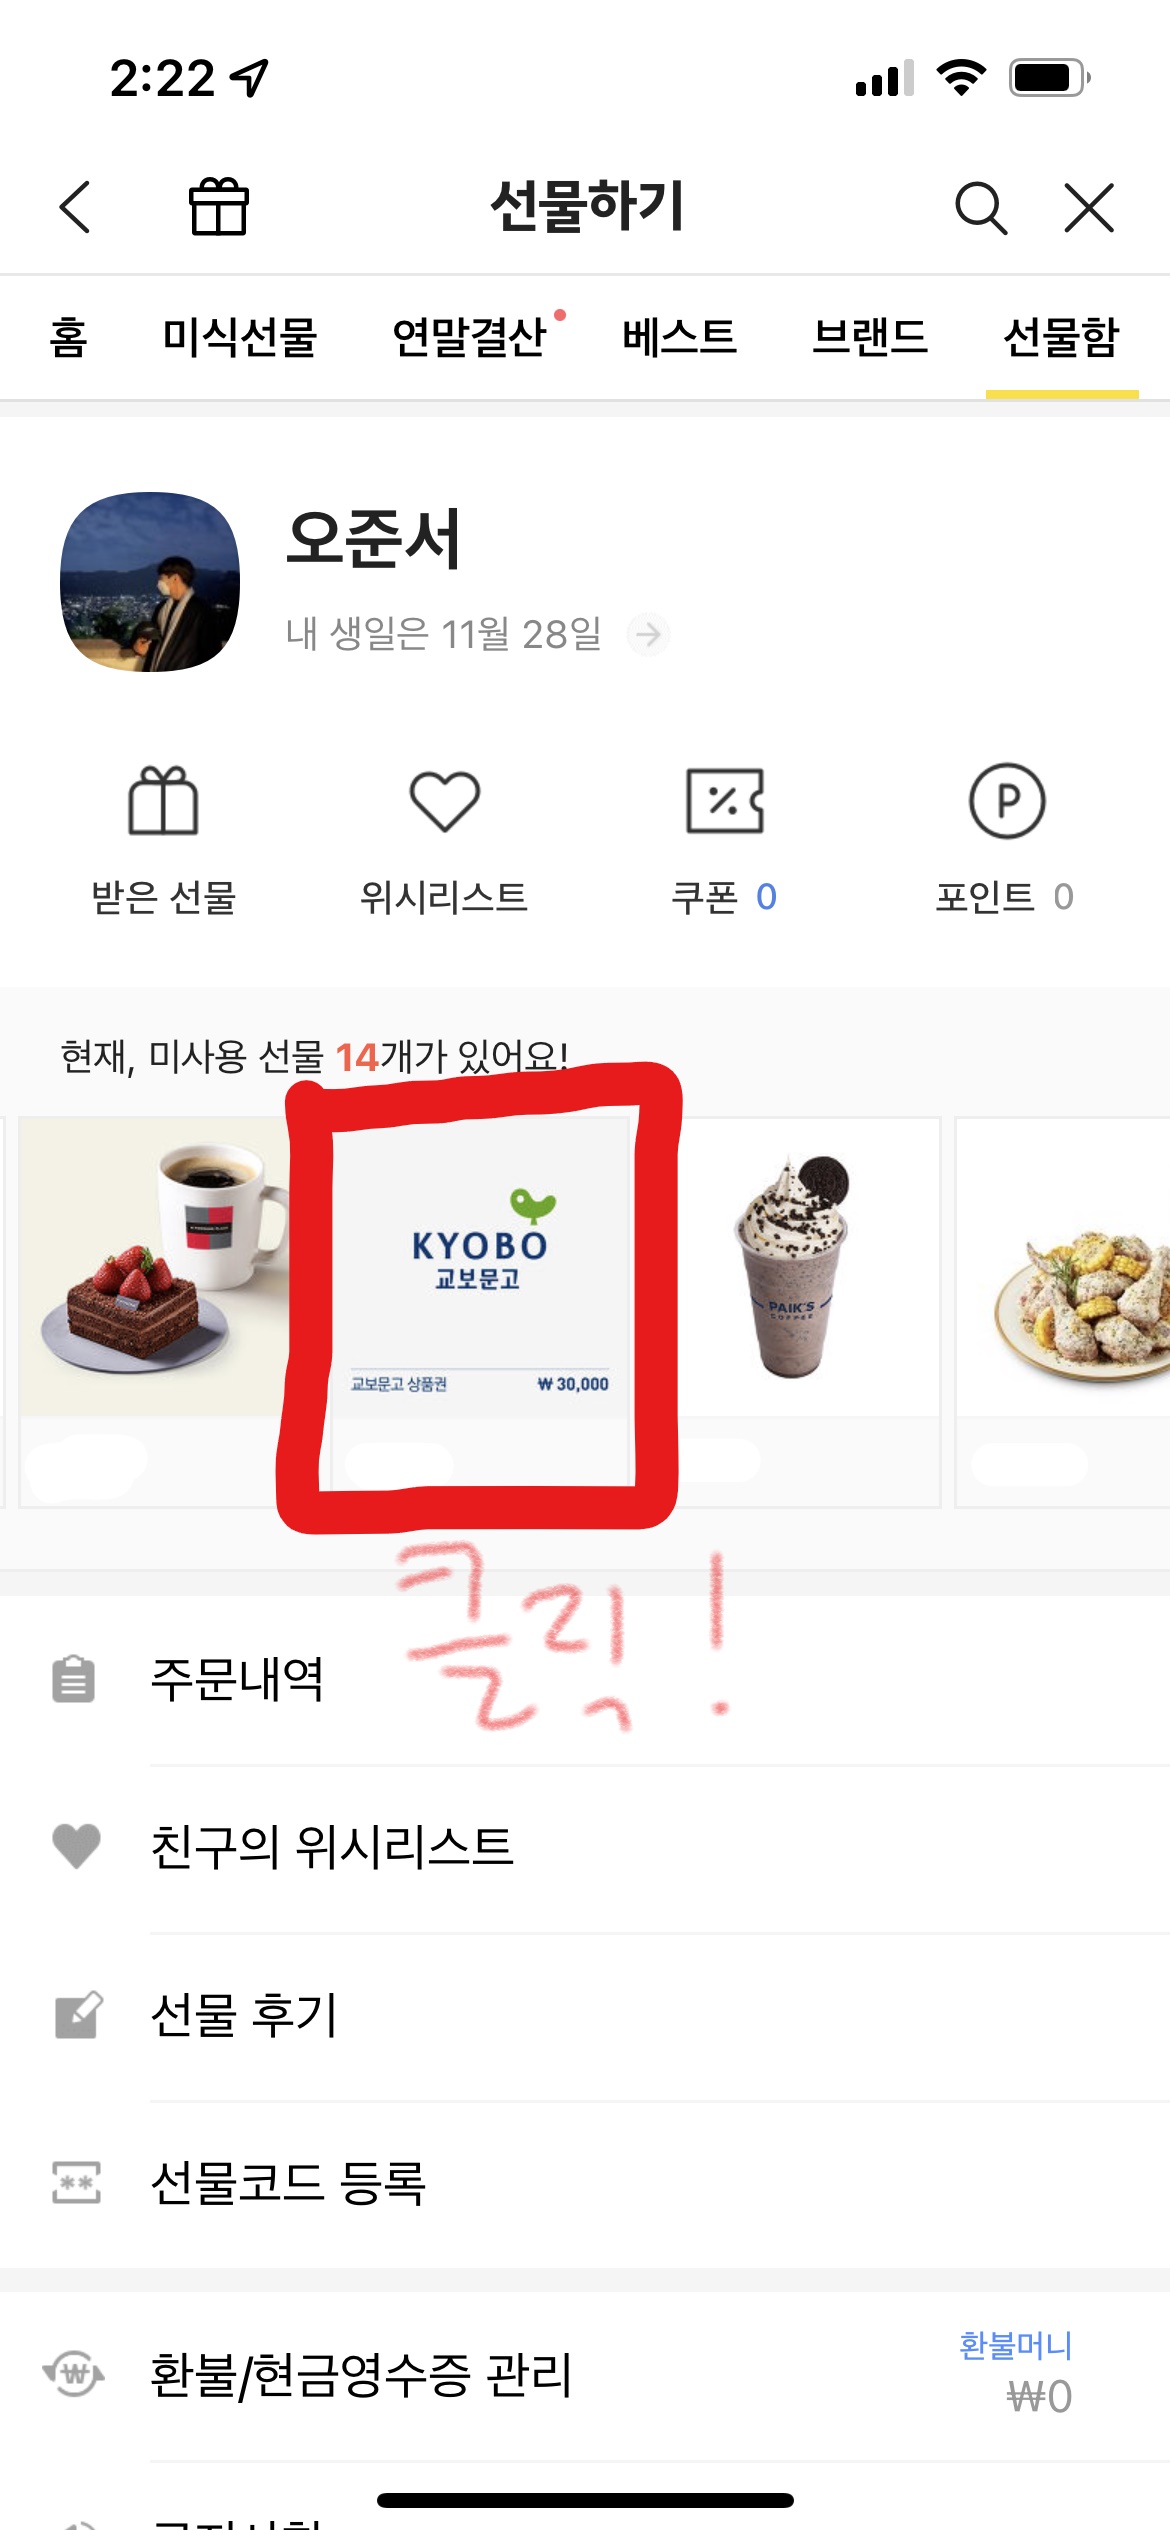 2:22
선물하기
홈 미식선물 연말결산 베스트 브랜드 선물함
오준서
내 생일은 11월 28일
받은 선물 위시리스트 쿠폰 0 포인트 0
P
현재, 미사용 선물 14개가 있어요!
KYOBO
교보문고
PAIK'S
COFFEE
교보문고 상품권 ₩ 30,000
클릭!
주문내역
친구의 위시리스트
선물 후기
선물코드 등록
환불/현금영수증 관리
환불머니
₩0